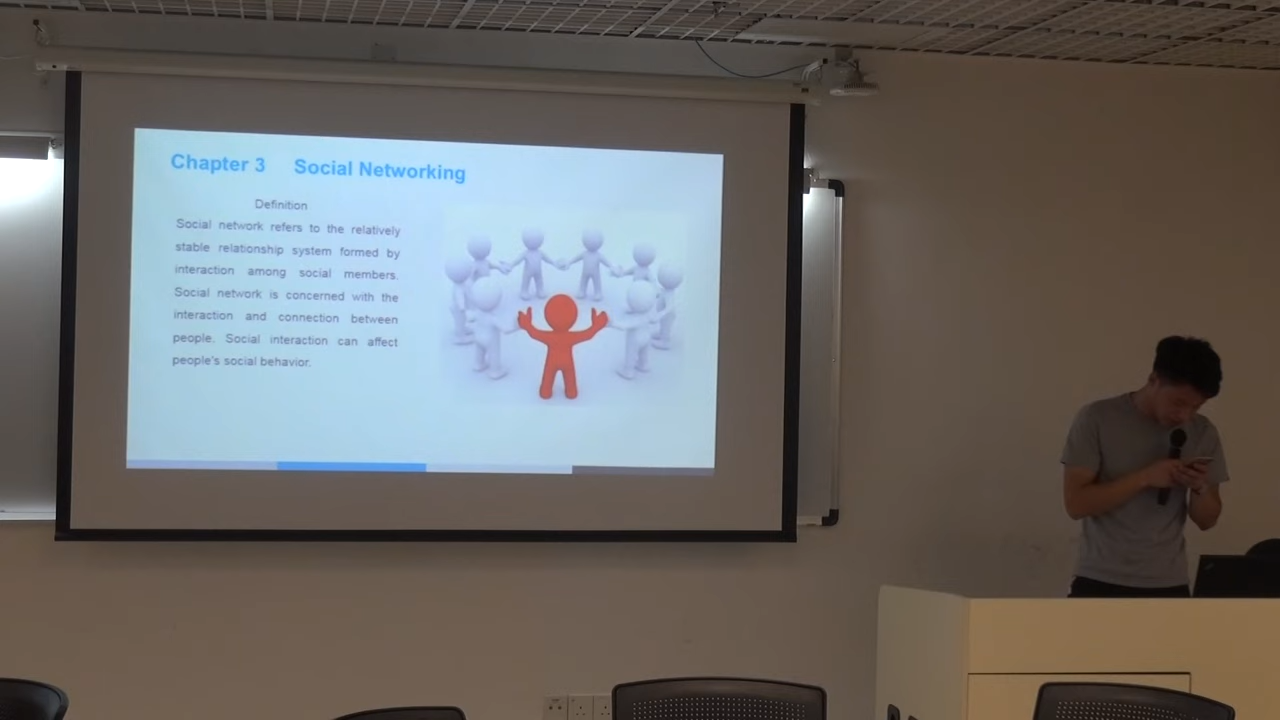 Chapter 3 Social Networking
Definition
Social network refers to the relatively
stable relationship system formed by
interaction among social members.
Social network is concerned with the
interaction and connection between
people. Social interaction can affect
people's social behavior.